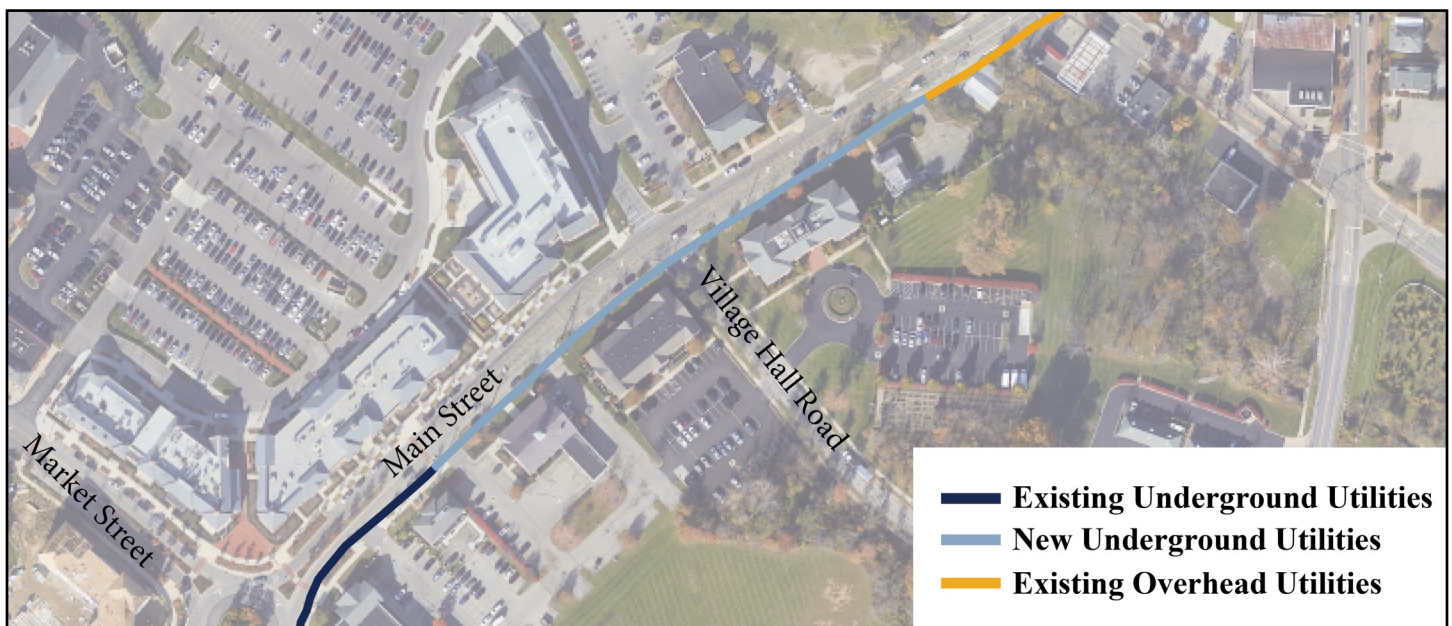 Village Hall Road
Main Street
Market Street
Existing Underground Utilities
New Underground Utilities
Existing Overhead Utilities